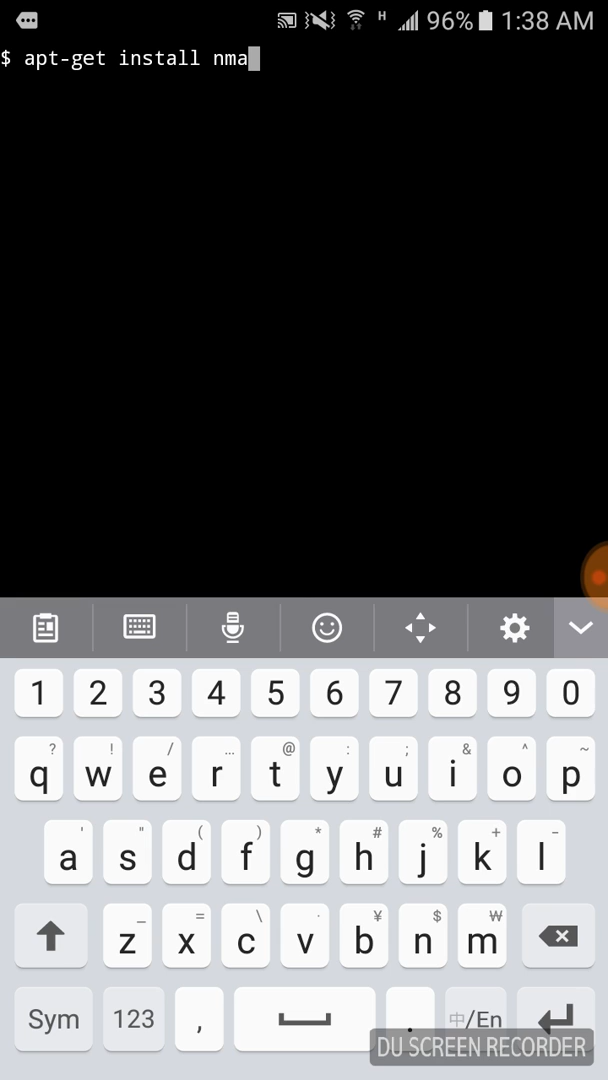 H 96% 1:38 AM
$ apt-get install nma
1 2 3 4 5 6 7 8 9 0
? ! / ... @ : ; & ^ ~
q w e r t y u i o p
' " ( ) * # % + -
a s d f g h j k l
_ = \ · ¥ $ ₩
z x c v b n m
Sym 123 , . 中/En
DU SCREEN RECORDER